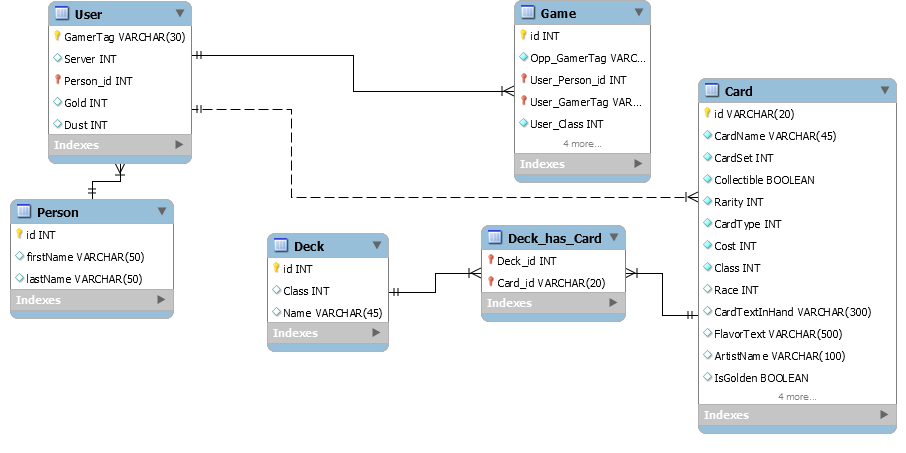 User
GamerTag VARCHAR(30)
Server INT
Person_id INT
Gold INT
Dust INT
Indexes
Game
id INT
Opp_GamerTag VARC...
User_Person_id INT
User_GamerTag VAR...
User_Class INT
4 more...
Indexes
Card
id VARCHAR(20)
CardName VARCHAR(45)
CardSet INT
Collectible BOOLEAN
Rarity INT
CardType INT
Cost INT
Class INT
Race INT
CardTextInHand VARCHAR(300)
FlavorText VARCHAR(500)
ArtistName VARCHAR(100)
IsGolden BOOLEAN
4 more...
Indexes
Person
id INT
firstName VARCHAR(50)
lastName VARCHAR(50)
Indexes
Deck
id INT
Class INT
Name VARCHAR(45)
Indexes
Deck_has_Card
Deck_id INT
Card_id VARCHAR(20)
Indexes